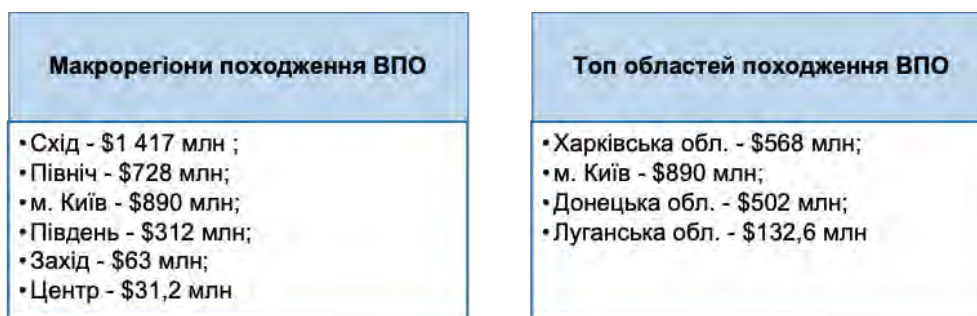 Макрорегіони походження ВПО
•Схід - $1 417 млн ;
•Північ - $728 млн;
•м. Київ - $890 млн;
•Південь - $312 млн;
•Захід - $63 млн;
•Центр - $31,2 млн
Топ областей походження ВПО
•Харківська обл. - $568 млн;
•м. Київ - $890 млн;
•Донецька обл. - $502 млн;
•Луганська обл. - $132,6 млн